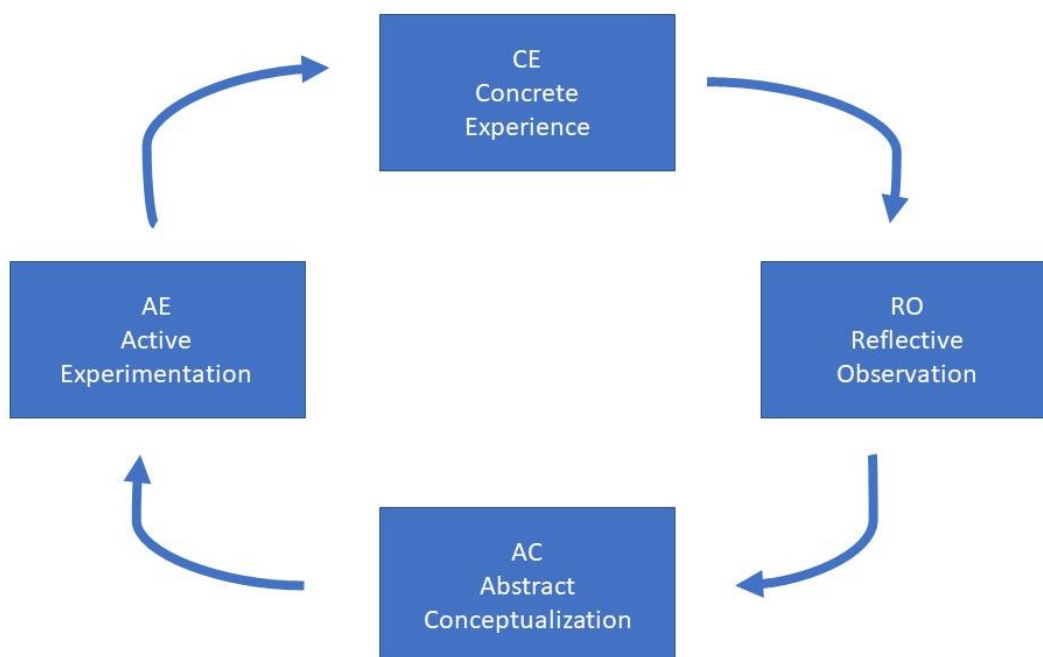 CE
Concrete
Experience
AE
Active
Experimentation
RO
Reflective
Observation
AC
Abstract
Conceptualization